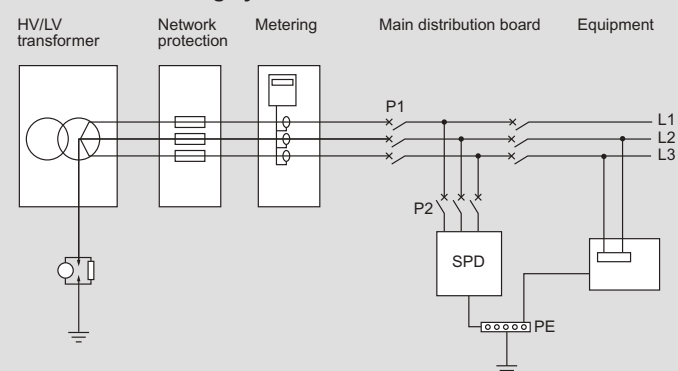 HV/LV
transformer
Network
protection
Metering
Main distribution board
Equipment
P1
L1
L2
L3
P2
SPD
PE